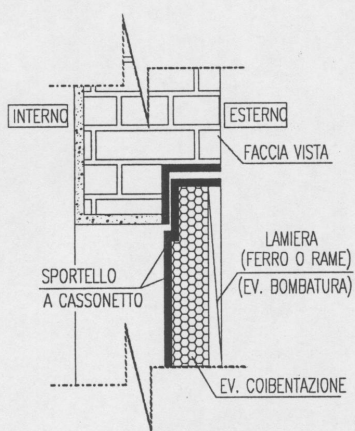 INTERNO
ESTERNO
FACCIA VISTA
LAMIERA
(FERRO O RAME)
(EV. BOMBATURA)
SPORTELLO
A CASSONETTO
EV. COIBENTAZIONE